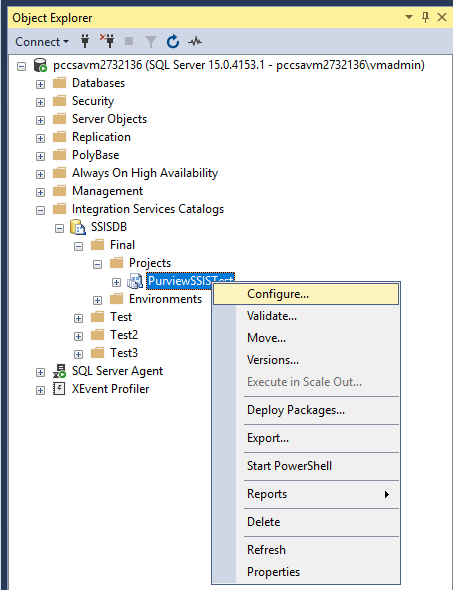 Object Explorer
Connect
pccsavm2732136 (SQL Server 15.0.4153.1 - pccsavm2732136\vmadmin)
Databases
Security
Server Objects
Replication
PolyBase
Always On High Availability
Management
Integration Services Catalogs
SSISDB
Final
Projects
PurviewSSISTest
Environments
Test
Test2
Test3
SQL Server Agent
XEvent Profiler
Configure...
Validate...
Move...
Versions...
Execute in Scale Out...
Deploy Packages...
Export...
Start PowerShell
Reports
Delete
Refresh
Properties